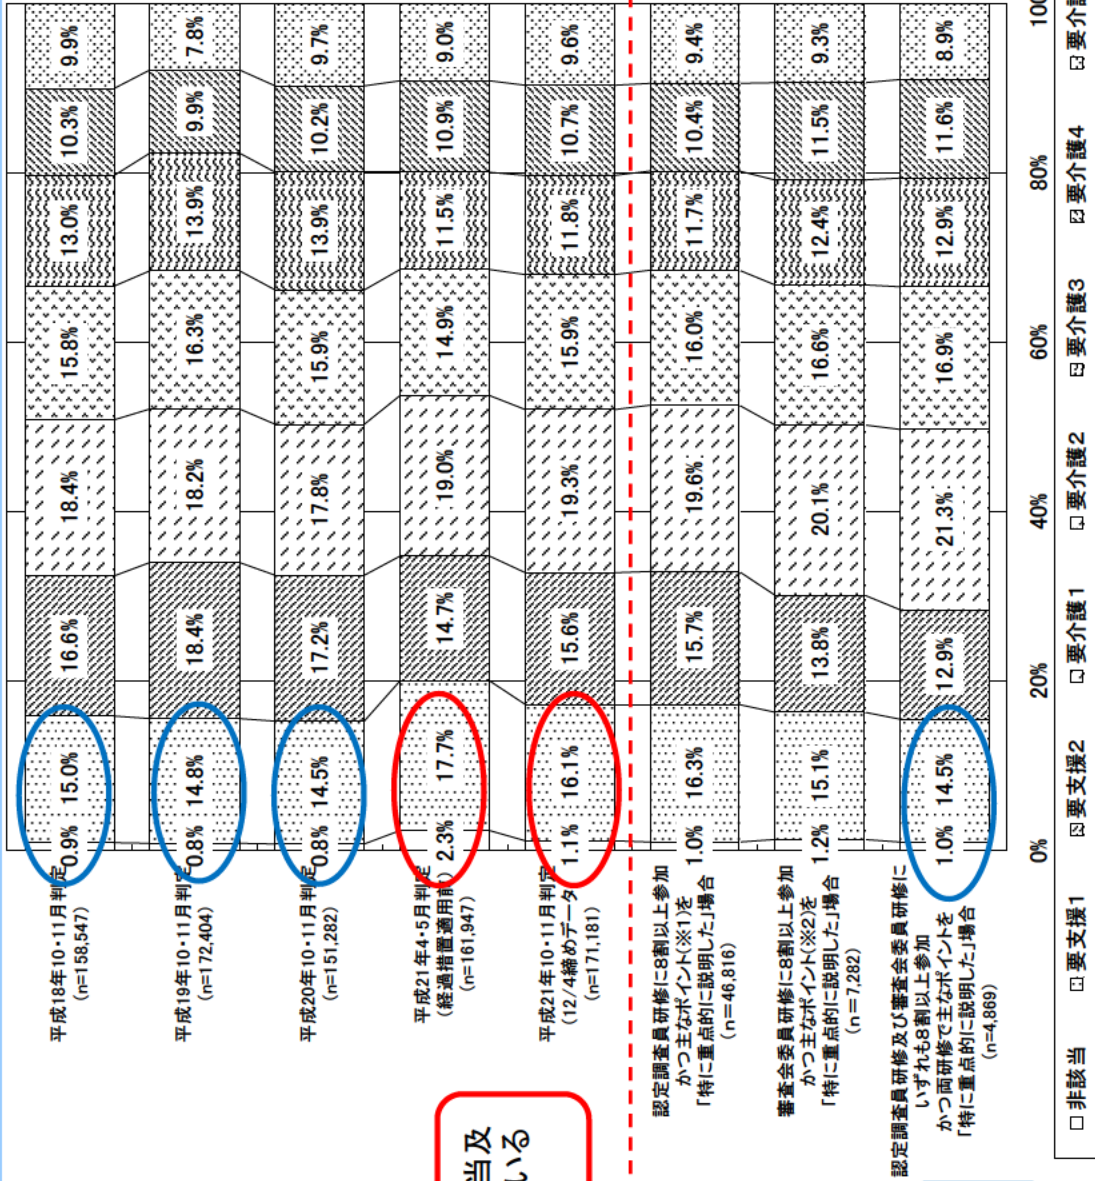 平成18年10・11月判定
(n=158,547)
0.9% 15.0% 16.6% 18.4% 15.8% 13.0% 10.3% 9.9%
平成19年10・11月判定
(n=172,404)
0.8% 14.8% 18.4% 18.2% 16.3% 13.9% 9.9% 7.8%
平成20年10・11月判定
(n=151,282)
0.8% 14.5% 17.2% 17.8% 15.9% 13.9% 10.2% 9.7%
平成21年4・5月判定
(経過措置適用前)
(n=161,947)
2.3% 17.7% 14.7% 19.0% 14.9% 11.5% 10.9% 9.0%
平成21年10・11月判定
(12/4締めデータ)
(n=171,181)
1.1% 16.1% 15.6% 19.3% 15.9% 11.8% 10.7% 9.6%
当及
いる
認定調査員研修に8割以上参加
かつ主なポイント(※1)を
「特に重点的に説明した」場合
(n=46,816)
1.0% 16.3% 15.7% 19.6% 16.0% 11.7% 10.4% 9.4%
審査会委員研修に8割以上参加
かつ主なポイント(※2)を
「特に重点的に説明した」場合
(n=7,282)
1.2% 15.1% 13.8% 20.1% 16.6% 12.4% 11.5% 9.3%
認定調査員研修及び審査会委員研修に
いずれも8割以上参加
かつ両研修で主なポイントを
「特に重点的に説明した」場合
(n=4,869)
1.0% 14.5% 12.9% 21.3% 16.9% 12.9% 11.6% 8.9%
0% 20% 40% 60% 80% 100
非該当 要支援1 要支援2 要介護1 要介護2 要介護3 要介護4 要介